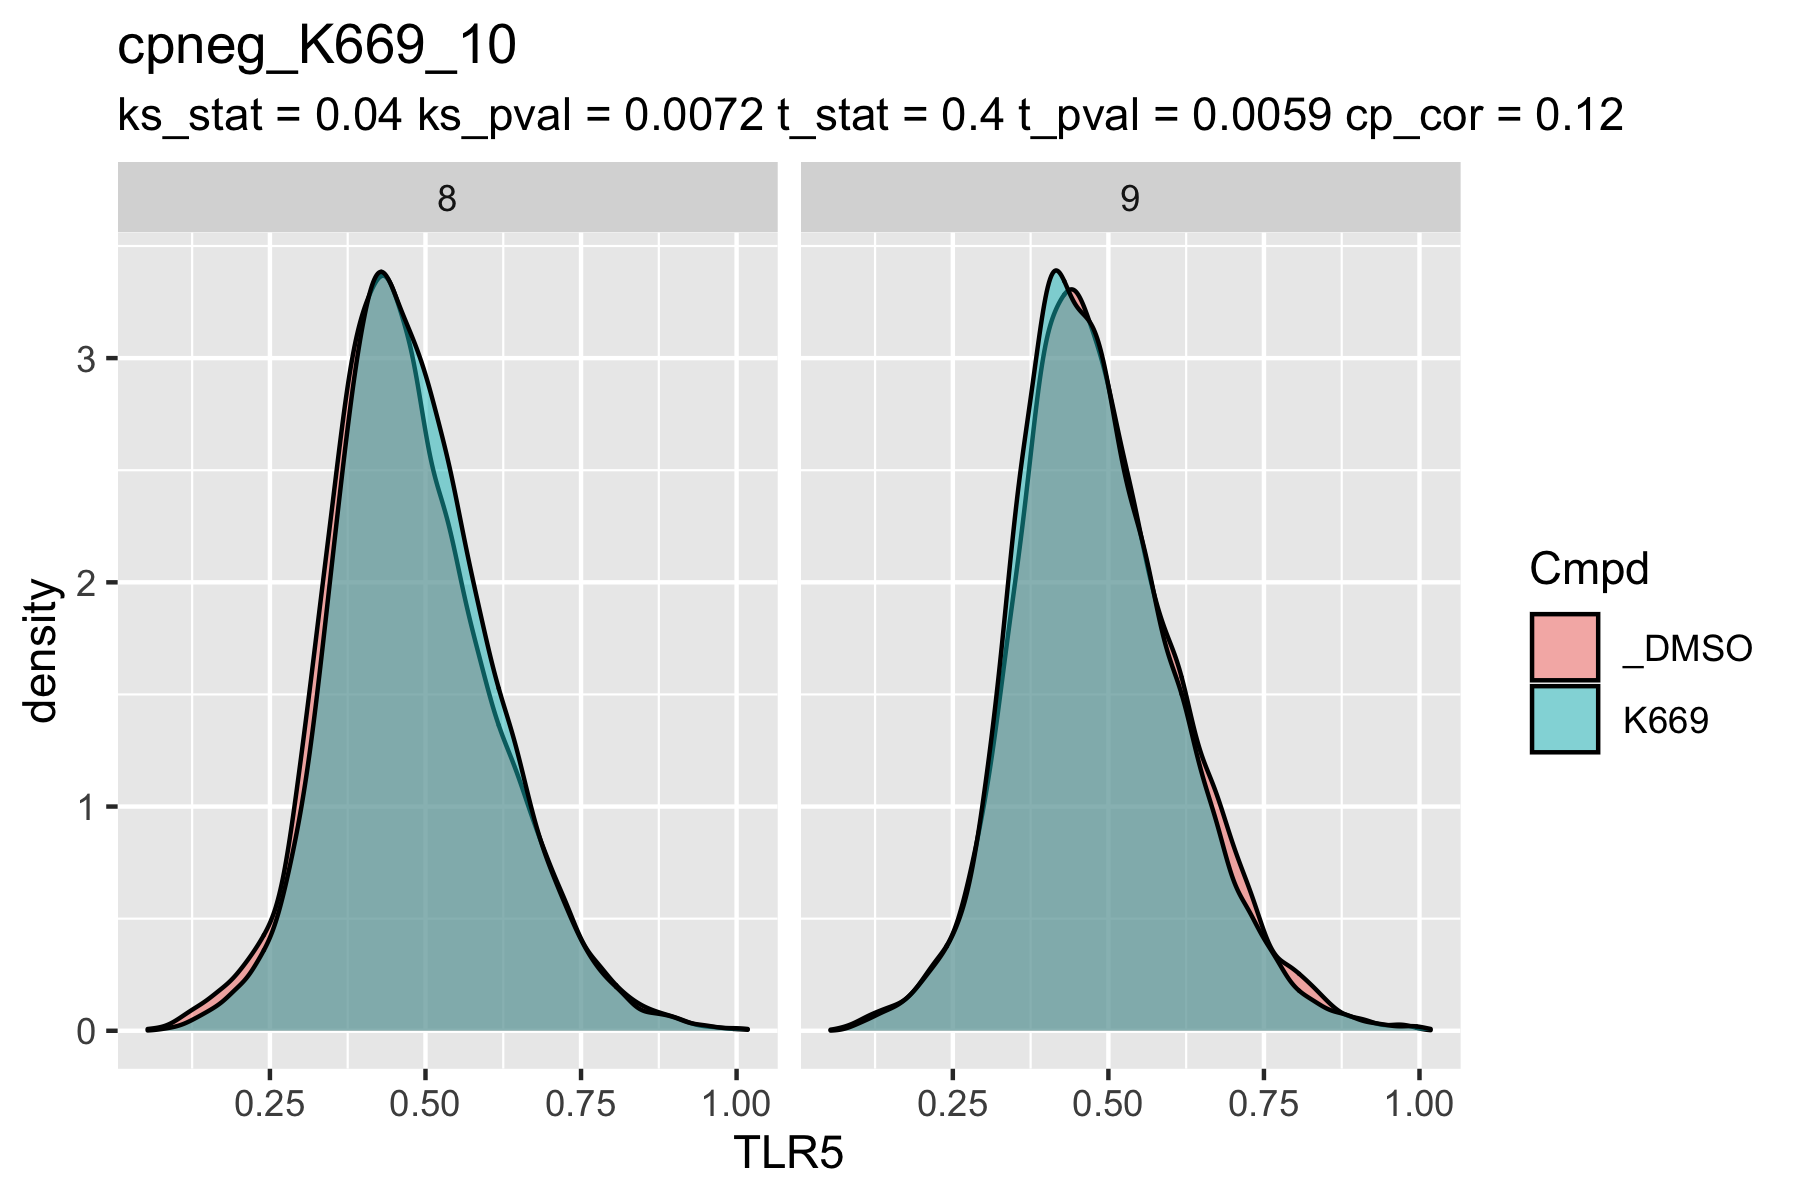 cpneg_K669_10
ks_stat = 0.04 ks_pval = 0.0072 t_stat = 0.4 t_pval = 0.0059 cp_cor = 0.12
8
9
density
3
2
1
0
0.25
0.50
0.75
1.00
0.25
0.50
0.75
1.00
TLR5
Cmpd
_DMSO
K669